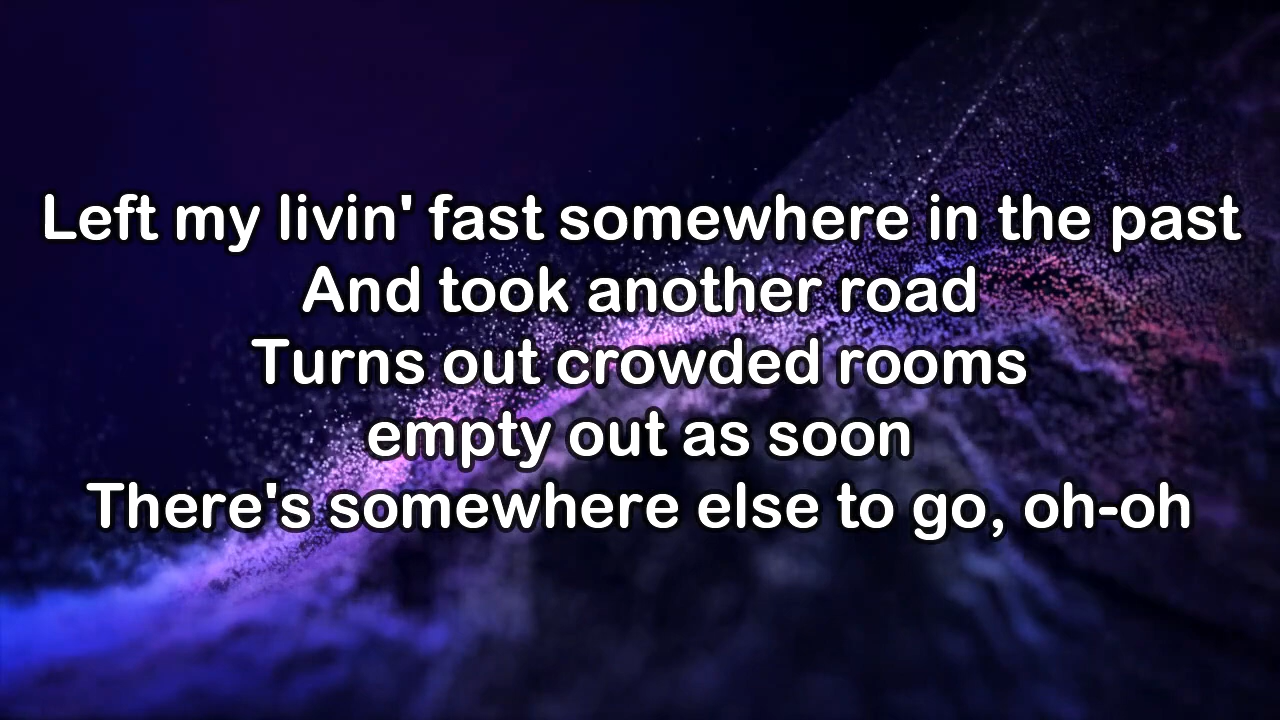 Left my livin' fast somewhere in the past
And took another road
Turns out crowded rooms
empty out as soon
There's somewhere else to go, oh-oh